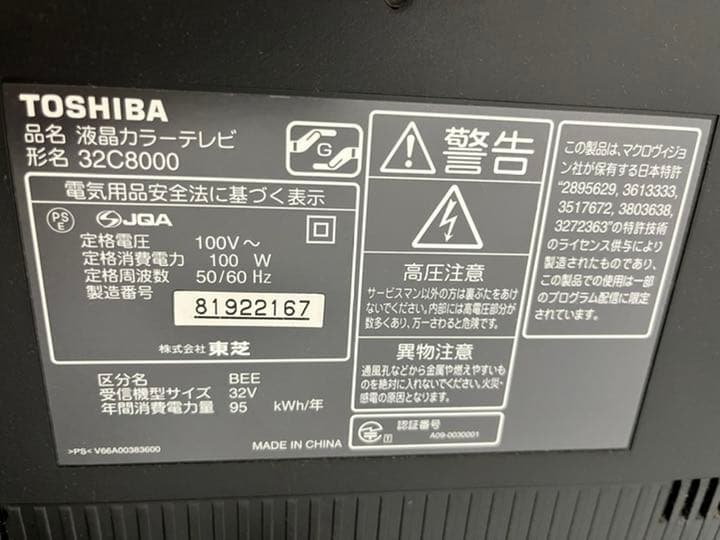 TOSHIBA
品名 液晶カラーテレビ
形名 32C8000
G
電気用品安全法に基づく表示
PS
E
JQA
定格電圧 100V～
定格消費電力 100 W
定格周波数 50/60 Hz
製造番号
81922167
株式会社 東芝
区分名 BEE
受信機型サイズ 32V
年間消費電力量 95 kWh/年
>PS< V66A00383600
MADE IN CHINA
警告
高圧注意
サービスマン以外の方は裏ぶたをあけ
ないでください。内部には高電圧部分が
数多くあり、万一さわると危険です。
異物注意
通風孔などから金属や燃えやすいもの
を絶対に入れないでください。火災・
感電の原因となります。
T
認証番号
A09-0030001
この製品は、マクロヴィジョ
ン社が保有する日本特許
"2895629, 3613333,
3517672, 3803638,
3272363"の特許技術
のライセンス供与により
製造されたものであり、
この製品での使用は一部
のプログラム配信に限定
されています。